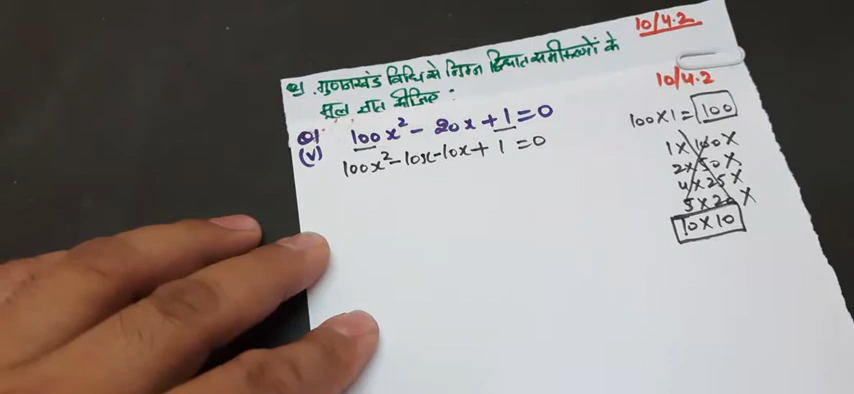 10/4.2
प्र. गुणनखंड विधि से निम्न द्विघात समीकरणों के
मूल ज्ञात कीजिए :
Q1 100x² - 20x + 1 = 0
(V) 100x² - 10x - 10x + 1 = 0
10/4.2
100 X 1 = 100
1 X 100 X
2 X 50 X
4 X 25 X
5 X 20 X
10 X 10